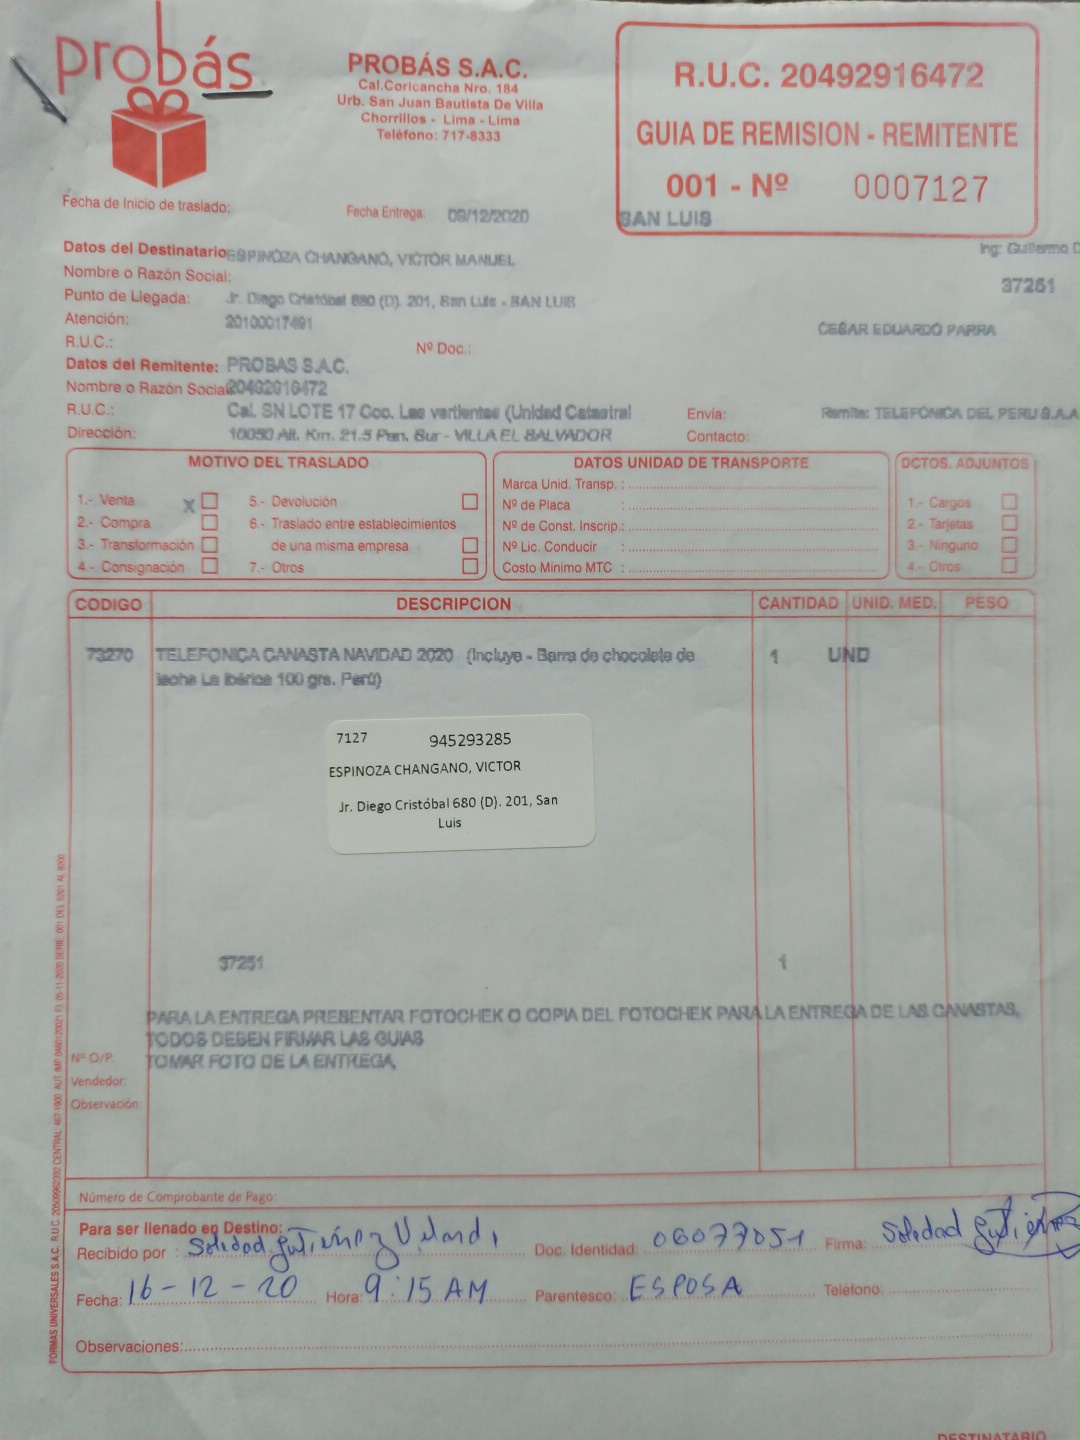 probás
PROBÁS S.A.C.
Cal.Coricancha Nro. 184
Urb. San Juan Bautista De Villa
Chorrillos - Lima - Lima
Teléfono: 717-8333
R.U.C. 20492916472
GUIA DE REMISION - REMITENTE
001 - Nº 0007127
SAN LUIS
Fecha de Inicio de traslado:
Fecha Entrega: 09/12/2020
Datos del Destinatario ESPINOZA CHANGANO, VICTOR MANUEL
Ing: Guillermo D
Nombre o Razón Social:
37251
Punto de Llegada: Jr. Diego Cristóbal 680 (D). 201, San Luis - SAN LUIS
Atención: 20100017491
CESAR EDUARDO PARRA
R.U.C.: Nº Doc.:
Datos del Remitente: PROBAS S.A.C.
Nombre o Razón Social 20492916472
R.U.C.: Cal. SN LOTE 17 Coo. Las vertientes (Unidad Catastral
Envía: Remite: TELEFÓNICA DEL PERU S.A.A
Dirección: 10050 Alt. Km. 21.5 Pan. Sur - VILLA EL SALVADOR
Contacto:
MOTIVO DEL TRASLADO
1.- Venta X
2.- Compra
3.- Transformación
4.- Consignación
5.- Devolución
6.- Traslado entre establecimientos
de una misma empresa
7.- Otros
DATOS UNIDAD DE TRANSPORTE
Marca Unid. Transp. :
Nº de Placa :
Nº de Const. Inscrip.:
Nº Lic. Conducir :
Costo Mínimo MTC :
DCTOS. ADJUNTOS
1.- Cargos
2.- Tarjetas
3.- Ninguno
4.- Otros
CODIGO DESCRIPCION CANTIDAD UNID. MED. PESO
73270 TELEFONICA CANASTA NAVIDAD 2020 (Incluye - Barra de chocolate de 1 UND
leche La Ibérica 100 grs. Perú)
7127 945293285
ESPINOZA CHANGANO, VICTOR
Jr. Diego Cristóbal 680 (D). 201, San
Luis
37251 1
PARA LA ENTREGA PRESENTAR FOTOCHEK O COPIA DEL FOTOCHEK PARA LA ENTREGA DE LAS CANASTAS,
TODOS DEBEN FIRMAR LAS GUIAS
TOMAR FOTO DE LA ENTREGA,
Nº O/P:
Vendedor:
Observación:
Número de Comprobante de Pago:
Para ser llenado en Destino:
Recibido por : Soledad Gutiérrez Doc. Identidad: 06077051 Firma: Soledad Gutiérrez
Fecha: 16-12-20 Hora: 9:15 AM Parentesco: ESPOSA Teléfono:
Observaciones:
DESTINATARIO
FORMAS UNIVERSALES S.A.C.